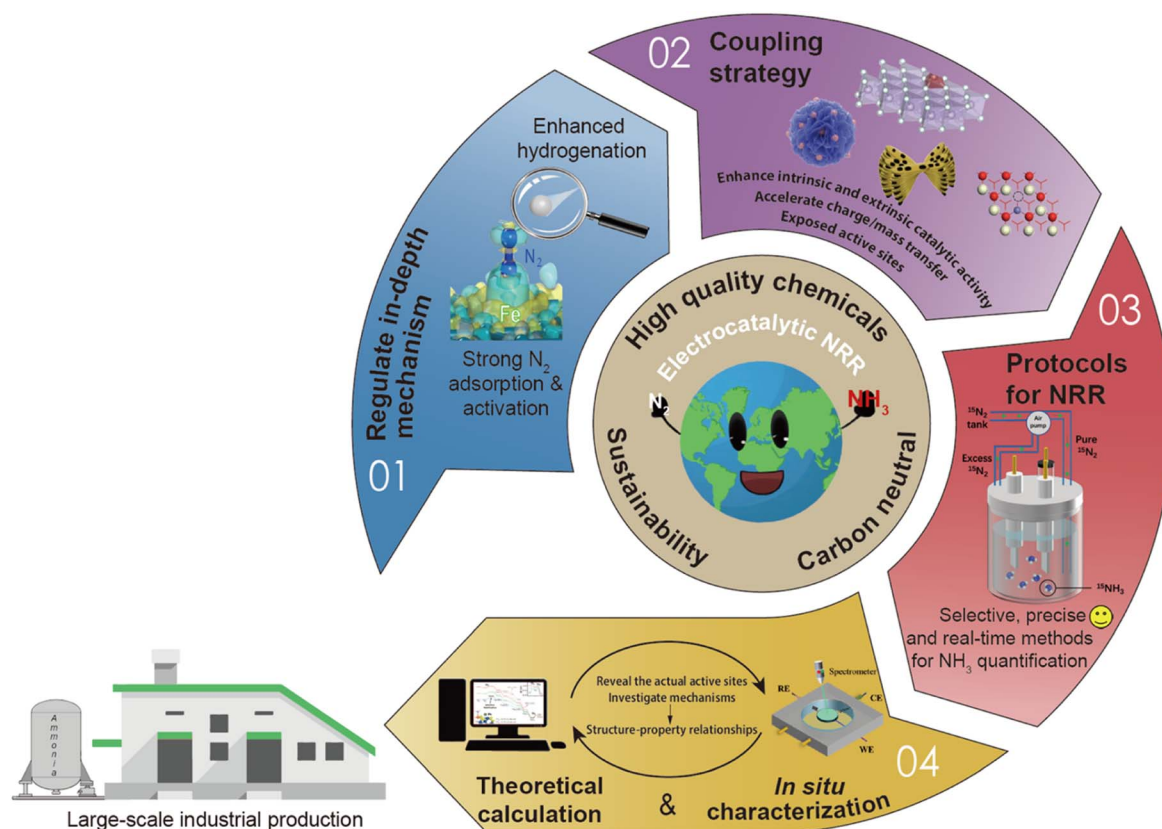 01
Regulate in-depth
mechanism
Enhanced
hydrogenation
N₂
Fe
Strong N₂
adsorption &
activation
02
Coupling
strategy
Enhance intrinsic and extrinsic catalytic activity
Accelerate charge/mass transfer
Exposed active sites
03
Protocols
for NRR
¹⁵N₂
tank
Air
pump
Excess
¹⁵N₂
Pure
¹⁵N₂
¹⁵NH₃
Selective, precise
and real-time methods
for NH₃ quantification
High quality chemicals
Electrocatalytic NRR
N₂
NH₃
Sustainability
Carbon neutral
04
Reveal the actual active sites
Investigate mechanisms
Structure-property relationships
Spectrometer
RE
CE
WE
Theoretical
calculation
&
In situ
characterization
Ammonia
Large-scale industrial production